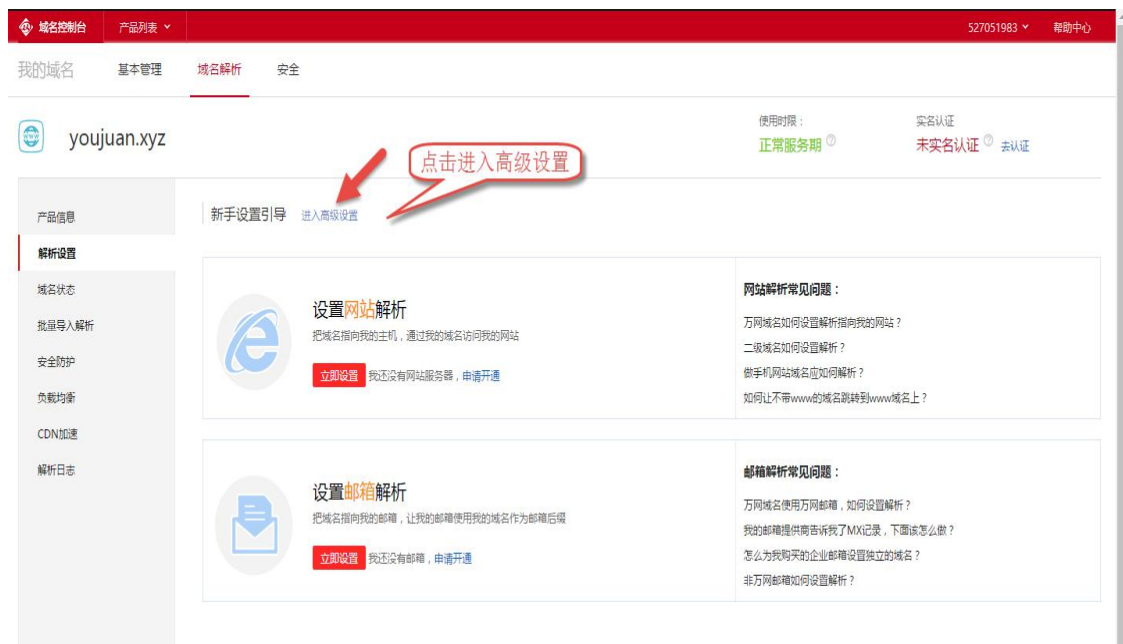 域名控制台 产品列表 527051983 帮助中心
我的域名 基本管理 域名解析 安全
youjuan.xyz
使用时限：
正常服务期
实名认证
未实名认证 去认证
点击进入高级设置
产品信息
解析设置
域名状态
批量导入解析
安全防护
负载均衡
CDN加速
解析日志
新手设置引导 进入高级设置
设置网站解析
把域名指向我的主机，通过我的域名访问我的网站
立即设置 我还没有网站服务器，申请开通
网站解析常见问题：
万网域名如何设置解析指向我的网站？
二级域名如何设置解析？
做手机网站域名应如何解析？
如何让不带www的域名跳转到www域名上？
设置邮箱解析
把域名指向我的邮箱，让我的邮箱使用我的域名作为邮箱后缀
立即设置 我还没有邮箱，申请开通
邮箱解析常见问题：
万网域名使用万网邮箱，如何设置解析？
我的邮箱提供商告诉我了MX记录，下面该怎么做？
怎么为我购买的企业邮箱设置独立的域名？
非万网邮箱如何设置解析？